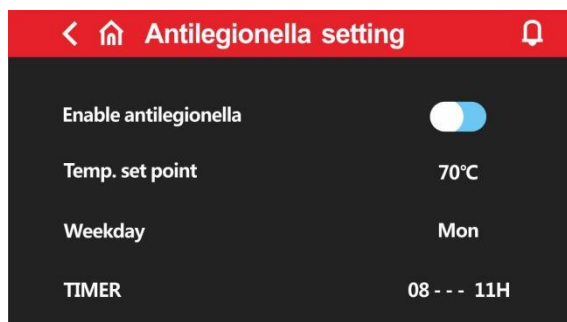 Antilegionella setting
Enable antilegionella
Temp. set point 70℃
Weekday Mon
TIMER 08 - - - 11H